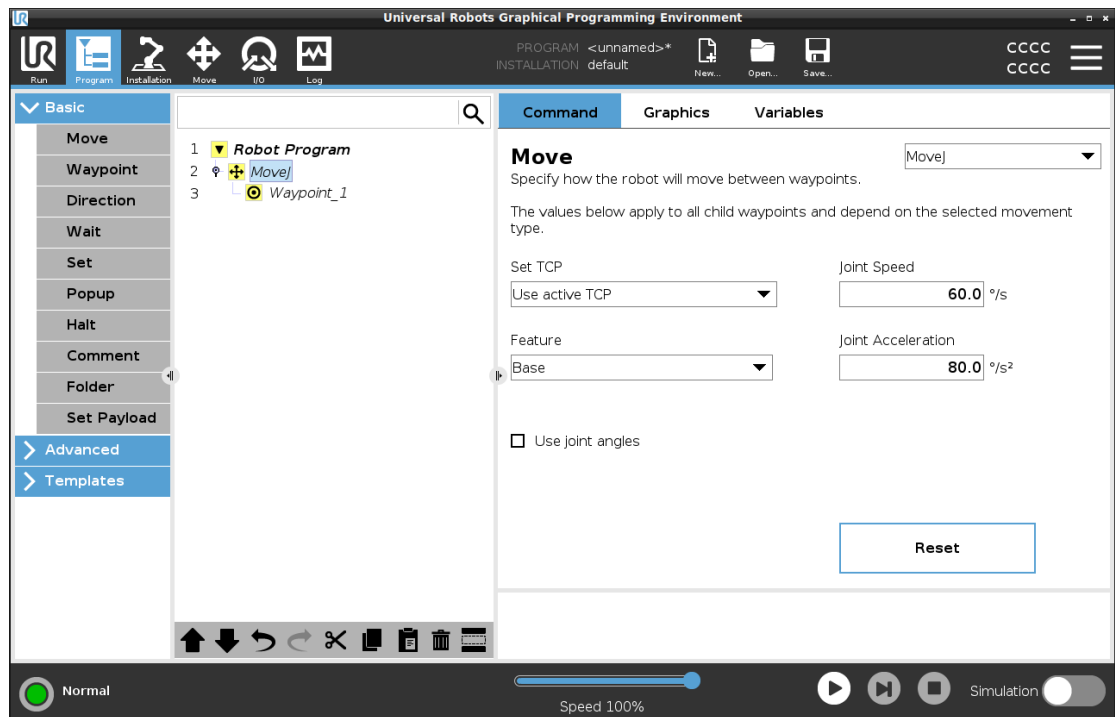 Universal Robots Graphical Programming Environment
UR
Run
Program
Installation
Move
I/O
Log
PROGRAM <unnamed>*
INSTALLATION default
New...
Open...
Save...
CCCC
CCCC
Basic
Move
Waypoint
Direction
Wait
Set
Popup
Halt
Comment
Folder
Set Payload
Advanced
Templates
1 Robot Program
2 MoveJ
3 Waypoint_1
Command Graphics Variables
Move
MoveJ
Specify how the robot will move between waypoints.
The values below apply to all child waypoints and depend on the selected movement
type.
Set TCP
Use active TCP
Joint Speed
60.0 °/s
Feature
Base
Joint Acceleration
80.0 °/s²
Use joint angles
Reset
Normal
Speed 100%
Simulation